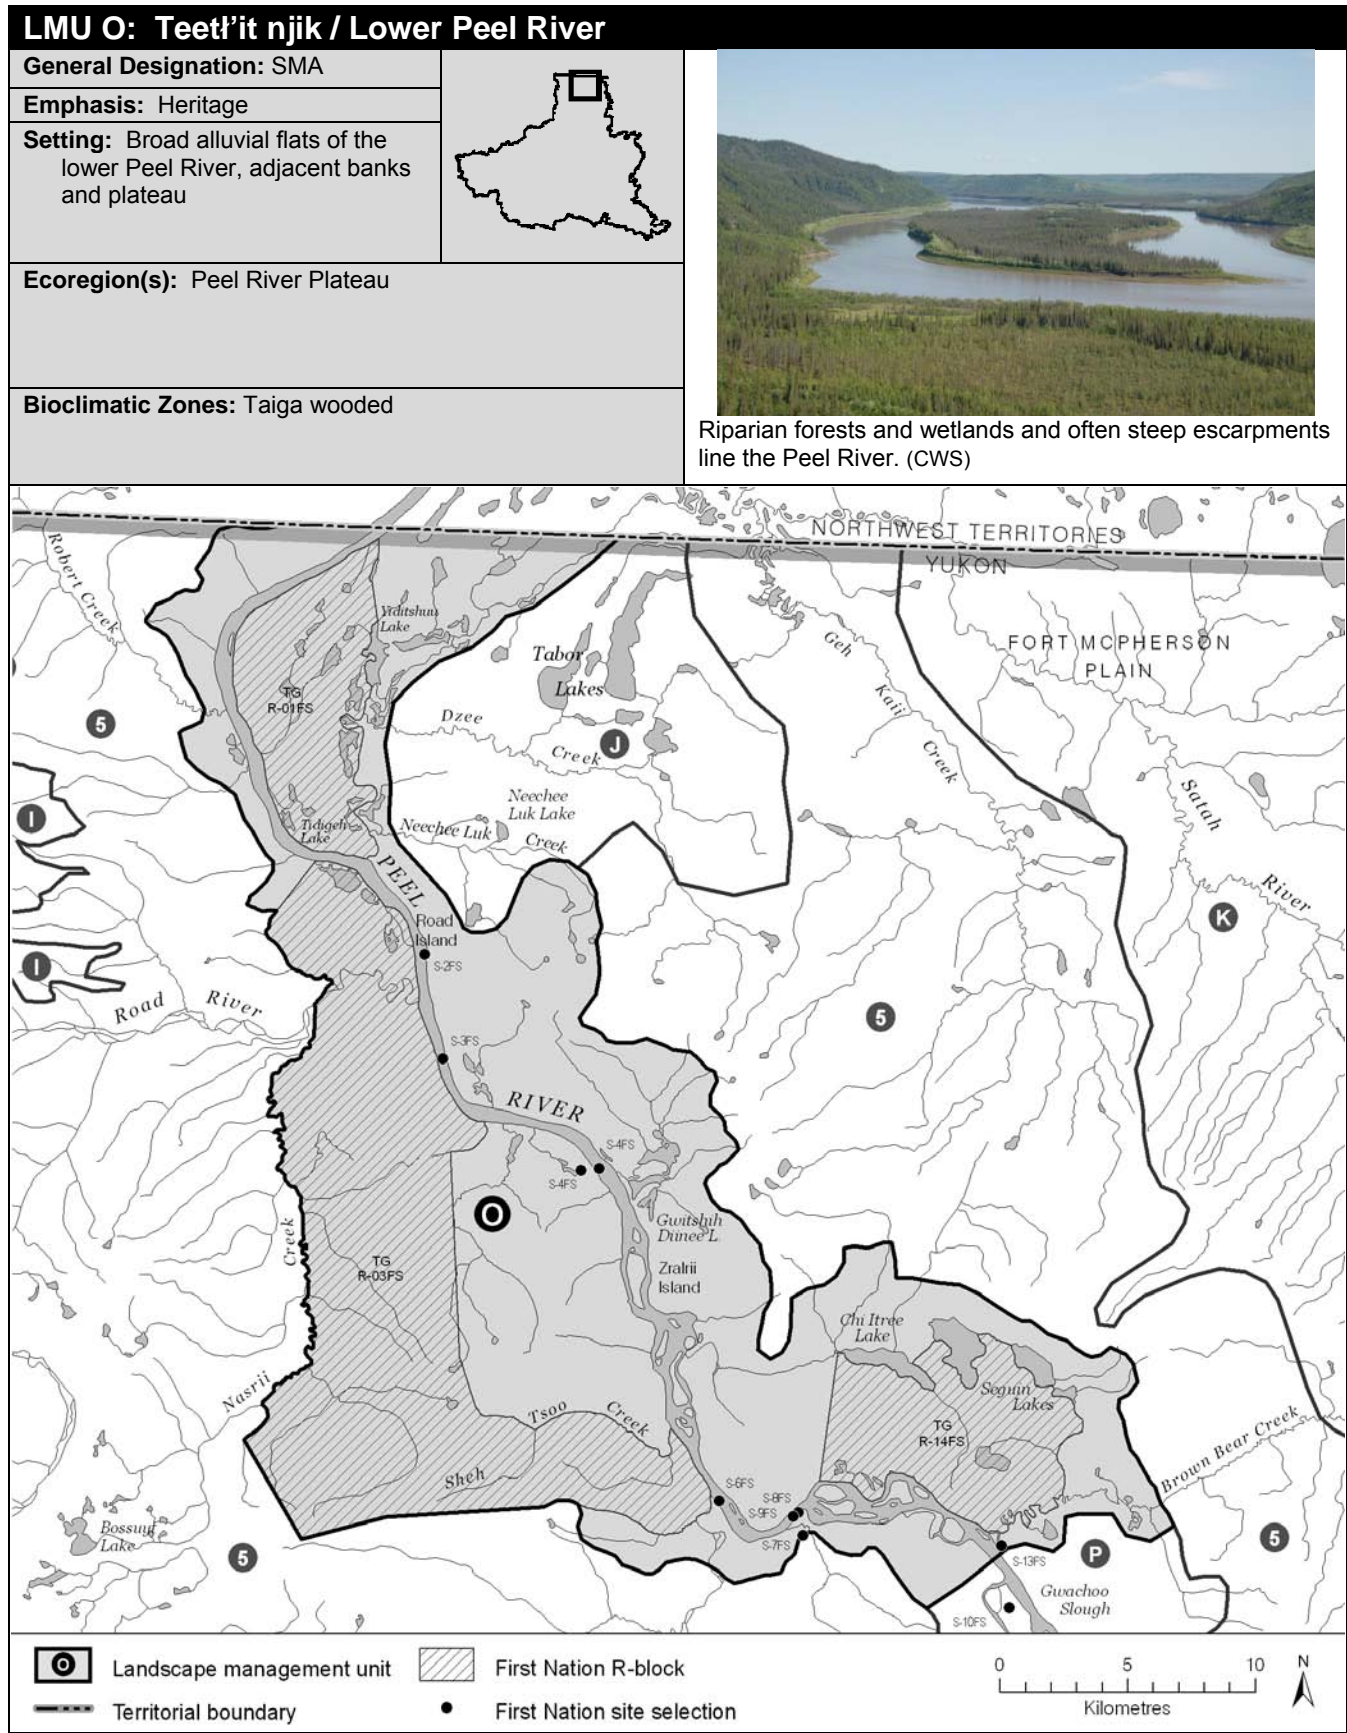 LMU O:  Teetł’it njik / Lower Peel River
General Designation: SMA
Emphasis:  Heritage
Setting:  Broad alluvial flats of the
lower Peel River, adjacent banks
and plateau
Ecoregion(s):  Peel River Plateau
Bioclimatic Zones: Taiga wooded
Riparian forests and wetlands and often steep escarpments
line the Peel River. (CWS)
NORTHWEST TERRITORIES
YUKON
Robert Creek
Yiditshuu
Lake
Tabor
Lakes
Geh Kaii Creek
FORT MCPHERSON
PLAIN
TG
R-01FS
5
Dzee Creek
J
Satah River
I
Neechee
Luk Lake
Tidigeh
Lake
Neechee Luk Creek
PEEL
Road
Island
K
I
S-2FS
Road River
5
S-3FS
RIVER
S-4FS
S-4FS
O
Gwitshih
Diinee L.
Creek
TG
R-03FS
Zralrii
Island
Chi Itree
Lake
Nasrii
Seguin
Lakes
Tsoo Creek
TG
R-14FS
Brown Bear Creek
Sheh
S-6FS
S-8FS
S-9FS
S-7FS
Bossuyt
Lake
5
S-13FS
P
5
Gwachoo
Slough
S-10FS
O
Landscape management unit
First Nation R-block
0 5 10
N
Territorial boundary
First Nation site selection
Kilometres